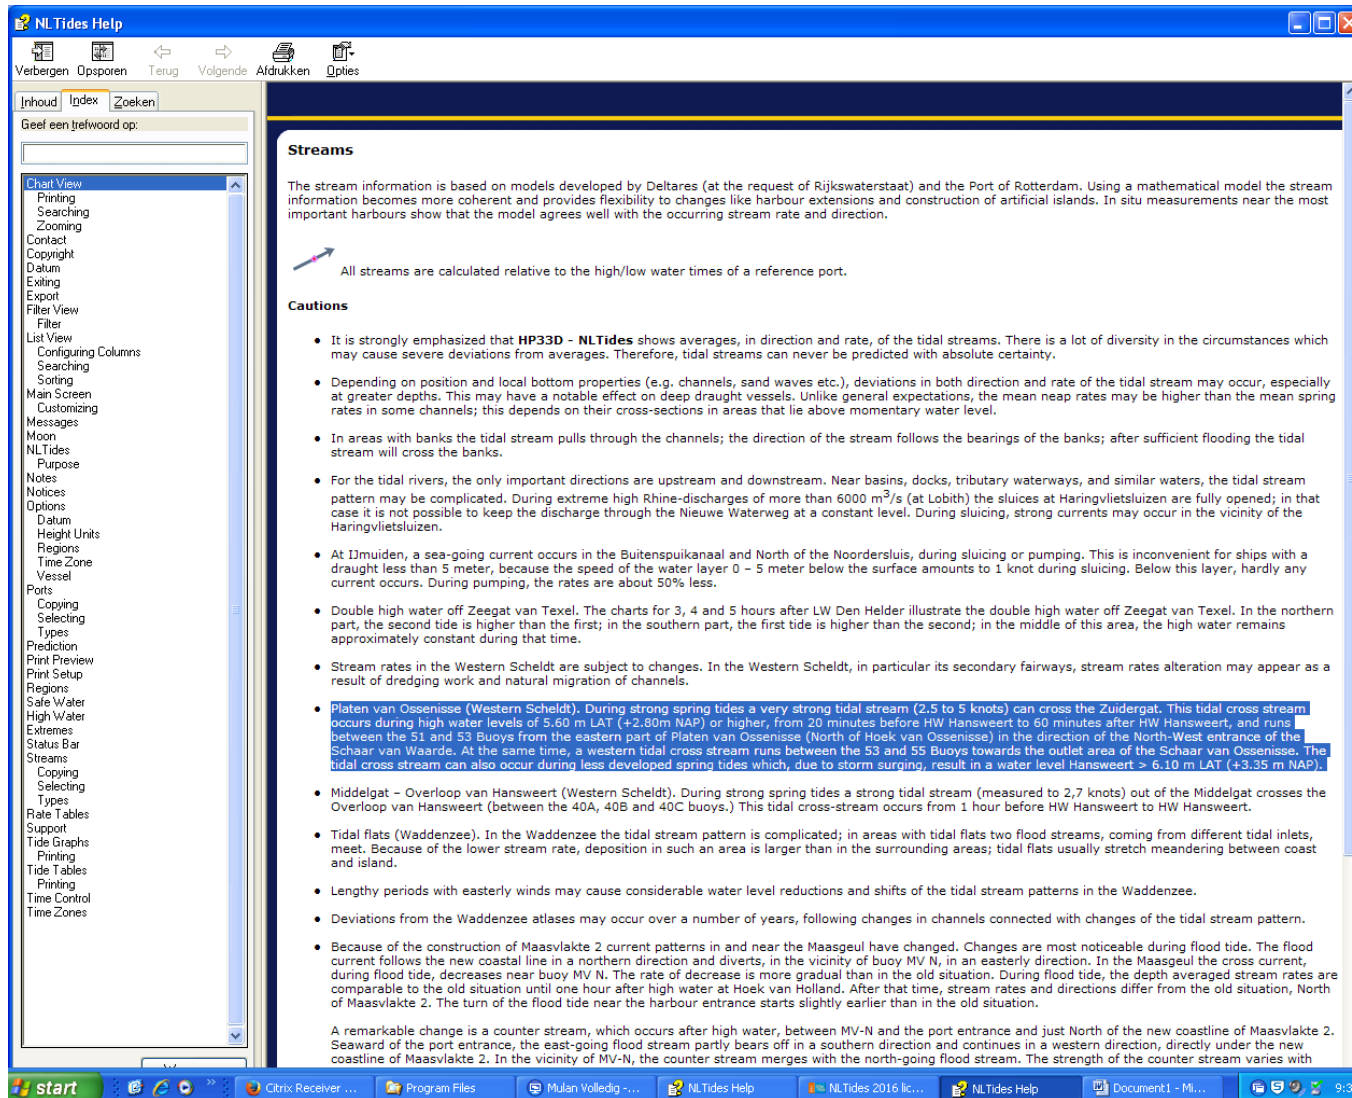 NLTides Help
Verbergen Opsporen Terug Volgende Afdrukken Opties
Inhoud Index Zoeken
Geef een trefwoord op:
Chart View
Printing
Searching
Zooming
Contact
Copyright
Datum
Exiting
Export
Filter View
Filter
List View
Configuring Columns
Searching
Sorting
Main Screen
Customizing
Messages
Moon
NLTides
Purpose
Notes
Notices
Options
Datum
Height Units
Regions
Time Zone
Vessel
Ports
Copying
Selecting
Types
Prediction
Print Preview
Print Setup
Regions
Safe Water
High Water
Extremes
Status Bar
Streams
Copying
Selecting
Types
Rate Tables
Support
Tide Graphs
Printing
Tide Tables
Printing
Time Control
Time Zones
Streams
The stream information is based on models developed by Deltares (at the request of Rijkswaterstaat) and the Port of Rotterdam. Using a mathematical model the stream
information becomes more coherent and provides flexibility to changes like harbour extensions and construction of artificial islands. In situ measurements near the most
important harbours show that the model agrees well with the occurring stream rate and direction.
All streams are calculated relative to the high/low water times of a reference port.
Cautions
• It is strongly emphasized that HP33D - NLTides shows averages, in direction and rate, of the tidal streams. There is a lot of diversity in the circumstances which
may cause severe deviations from averages. Therefore, tidal streams can never be predicted with absolute certainty.
• Depending on position and local bottom properties (e.g. channels, sand waves etc.), deviations in both direction and rate of the tidal stream may occur, especially
at greater depths. This may have a notable effect on deep draught vessels. Unlike general expectations, the mean neap rates may be higher than the mean spring
rates in some channels; this depends on their cross-sections in areas that lie above momentary water level.
• In areas with banks the tidal stream pulls through the channels; the direction of the stream follows the bearings of the banks; after sufficient flooding the tidal
stream will cross the banks.
• For the tidal rivers, the only important directions are upstream and downstream. Near basins, docks, tributary waterways, and similar waters, the tidal stream
pattern may be complicated. During extreme high Rhine-discharges of more than 6000 m³/s (at Lobith) the sluices at Haringvlietsluizen are fully opened; in that
case it is not possible to keep the discharge through the Nieuwe Waterweg at a constant level. During sluicing, strong currents may occur in the vicinity of the
Haringvlietsluizen.
• At IJmuiden, a sea-going current occurs in the Buitenspuikanaal and North of the Noordersluis, during sluicing or pumping. This is inconvenient for ships with a
draught less than 5 meter, because the speed of the water layer 0 – 5 meter below the surface amounts to 1 knot during sluicing. Below this layer, hardly any
current occurs. During pumping, the rates are about 50% less.
• Double high water off Zeegat van Texel. The charts for 3, 4 and 5 hours after LW Den Helder illustrate the double high water off Zeegat van Texel. In the northern
part, the second tide is higher than the first; in the southern part, the first tide is higher than the second; in the middle of this area, the high water remains
approximately constant during that time.
• Stream rates in the Western Scheldt are subject to changes. In the Western Scheldt, in particular its secondary fairways, stream rates alteration may appear as a
result of dredging work and natural migration of channels.
• Platen van Ossenisse (Western Scheldt). During strong spring tides a very strong tidal stream (2.5 to 5 knots) can cross the Zuidergat. This tidal cross stream
occurs during high water levels of 5.60 m LAT (+2.80m NAP) or higher, from 20 minutes before HW Hansweert to 60 minutes after HW Hansweert, and runs
between the 51 and 53 Buoys from the eastern part of Platen van Ossenisse (North of Hoek van Ossenisse) in the direction of the North-West entrance of the
Schaar van Waarde. At the same time, a western tidal cross stream runs between the 53 and 55 Buoys towards the outlet area of the Schaar van Ossenisse. The
tidal cross stream can also occur during less developed spring tides which, due to storm surging, result in a water level Hansweert > 6.10 m LAT (+3.35 m NAP).
• Middelgat – Overloop van Hansweert (Western Scheldt). During strong spring tides a strong tidal stream (measured to 2,7 knots) out of the Middelgat crosses the
Overloop van Hansweert (between the 40A, 40B and 40C buoys.) This tidal cross-stream occurs from 1 hour before HW Hansweert to HW Hansweert.
• Tidal flats (Waddenzee). In the Waddenzee the tidal stream pattern is complicated; in areas with tidal flats two flood streams, coming from different tidal inlets,
meet. Because of the lower stream rate, deposition in such an area is larger than in the surrounding areas; tidal flats usually stretch meandering between coast
and island.
• Lengthy periods with easterly winds may cause considerable water level reductions and shifts of the tidal stream patterns in the Waddenzee.
• Deviations from the Waddenzee atlases may occur over a number of years, following changes in channels connected with changes of the tidal stream pattern.
• Because of the construction of Maasvlakte 2 current patterns in and near the Maasgeul have changed. Changes are most noticeable during flood tide. The flood
current follows the new coastal line in a northern direction and diverts, in the vicinity of buoy MV N, in an easterly direction. In the Maasgeul the cross current,
during flood tide, decreases near buoy MV N. The rate of decrease is more gradual than in the old situation. During flood tide, the depth averaged stream rates are
comparable to the old situation until one hour after high water at Hoek van Holland. After that time, stream rates and directions differ from the old situation, North
of Maasvlakte 2. The turn of the flood tide near the harbour entrance starts slightly earlier than in the old situation.
A remarkable change is a counter stream, which occurs after high water, between MV-N and the port entrance and just North of the new coastline of Maasvlakte 2.
Seaward of the port entrance, the east-going flood stream partly bears off in a southern direction and continues in a western direction, directly under the new
coastline of Maasvlakte 2. In the vicinity of MV-N, the counter stream merges with the north-going flood stream. The strength of the counter stream varies with
start Citrix Receiver ... Program Files Mulan Volledig -... NLTides Help NLTides 2016 lic... NLTides Help Document1 - Mi... 9:3